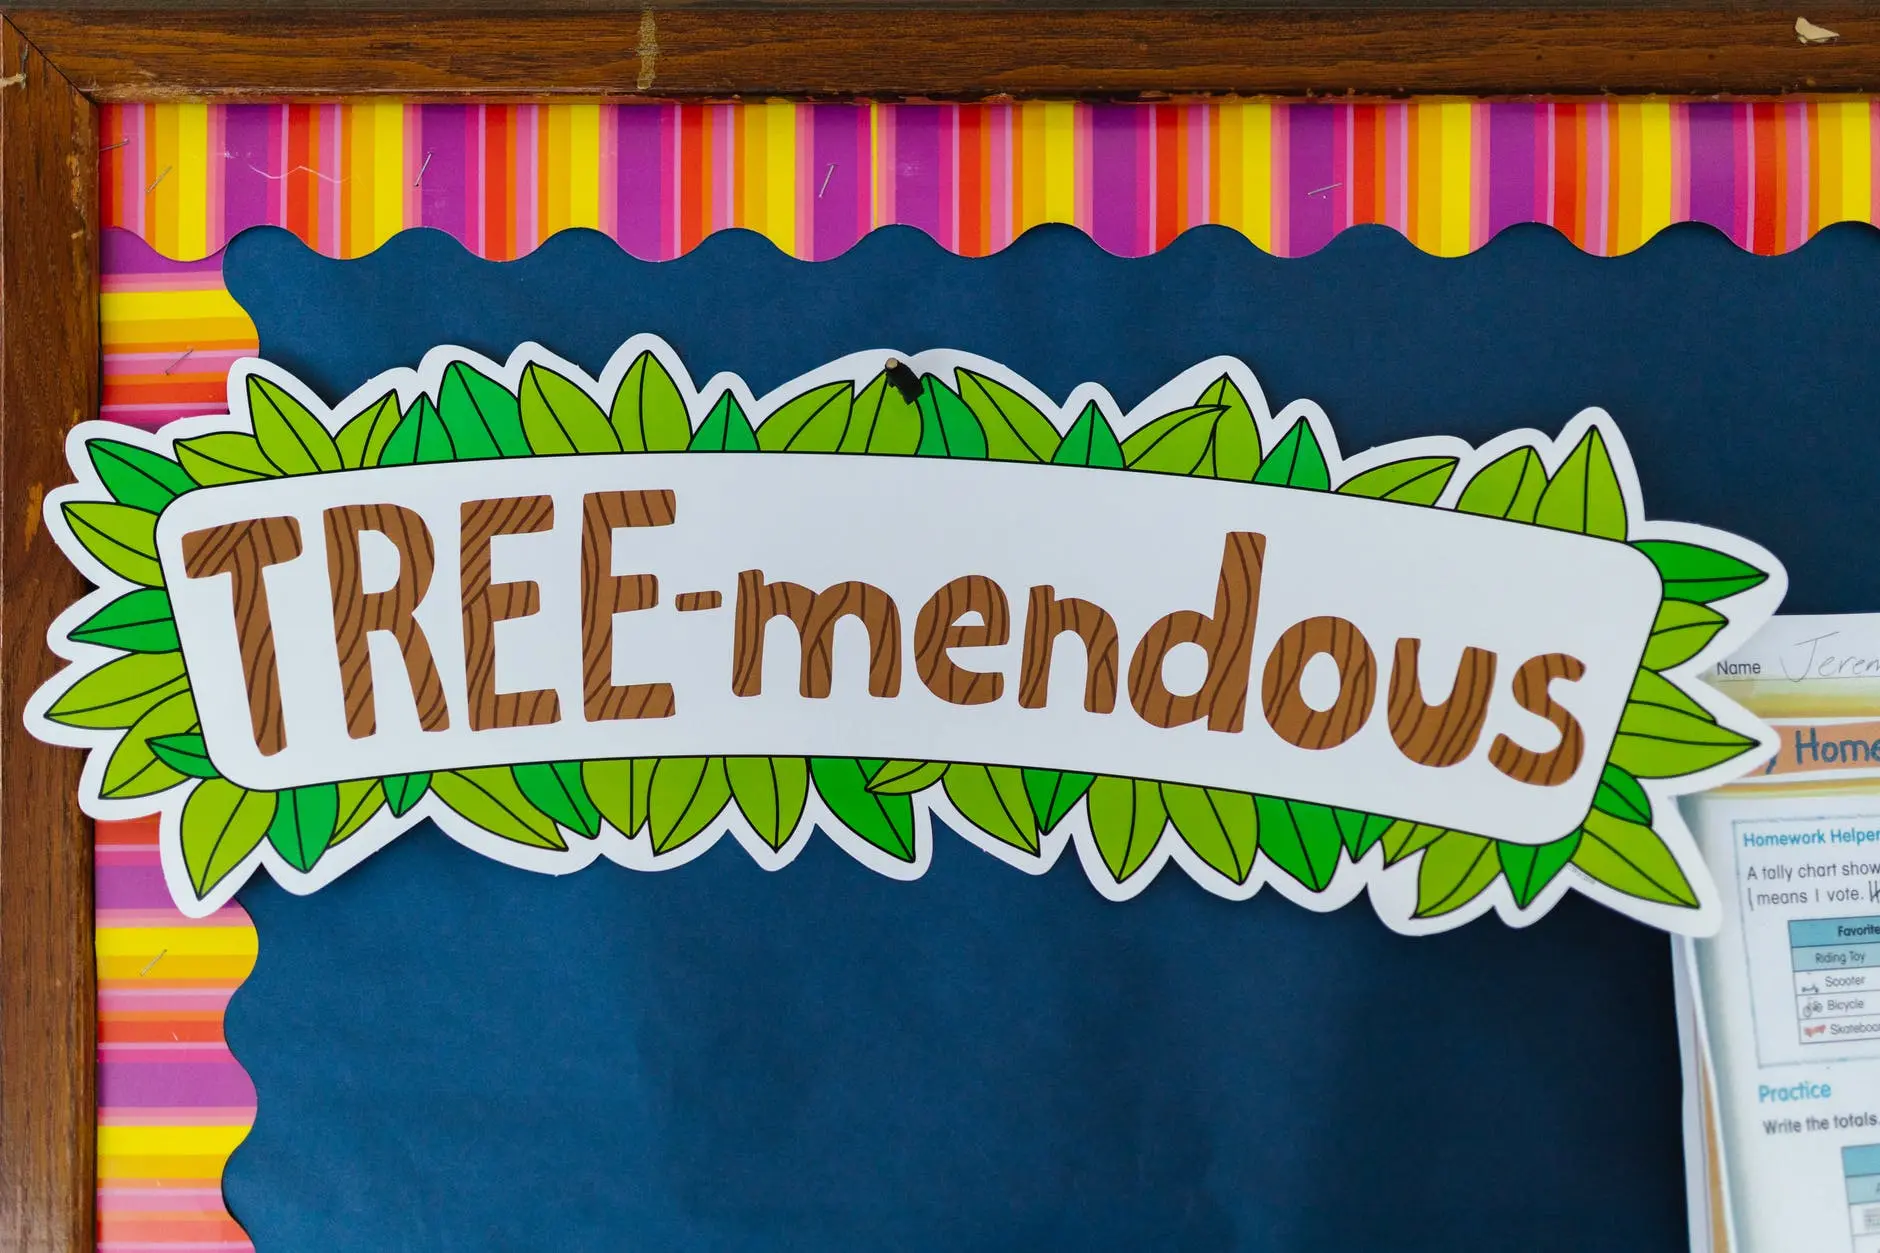 TREE-mendous
Name
Home
Homework Helper
A tally chart show
| means 1 vote.
Favorite
Riding Toy
Scooter
Bicycle
Skateboa
Practice
Write the totals.